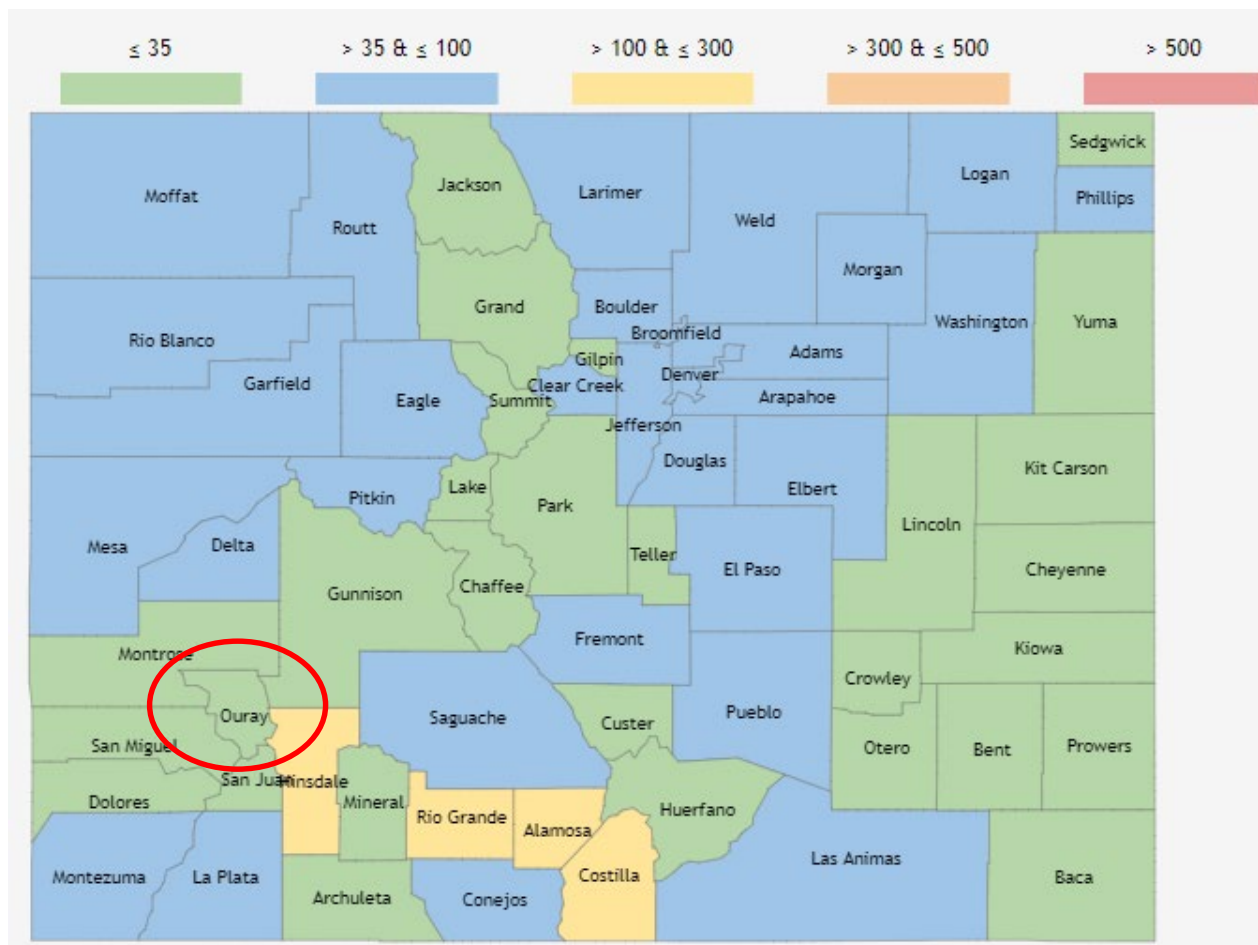 ≤ 35 > 35 & ≤ 100 > 100 & ≤ 300 > 300 & ≤ 500 > 500
Sedgwick
Logan
Jackson
Moffat
Larimer
Phillips
Weld
Routt
Morgan
Grand
Boulder
Washington
Yuma
Broomfield
Rio Blanco
Adams
Gilpin
Denver
Garfield
Clear Creek
Eagle
Summit
Arapahoe
Jefferson
Douglas
Kit Carson
Lake
Elbert
Pitkin
Park
Lincoln
Mesa
Delta
Teller
El Paso
Cheyenne
Chaffee
Gunnison
Fremont
Kiowa
Montrose
Crowley
Pueblo
Ouray
Saguache
Custer
San Miguel
Otero
Bent
Prowers
San Juan
Hinsdale
Dolores
Mineral
Huerfano
Rio Grande
Alamosa
Las Animas
Costilla
Montezuma
La Plata
Baca
Archuleta
Conejos